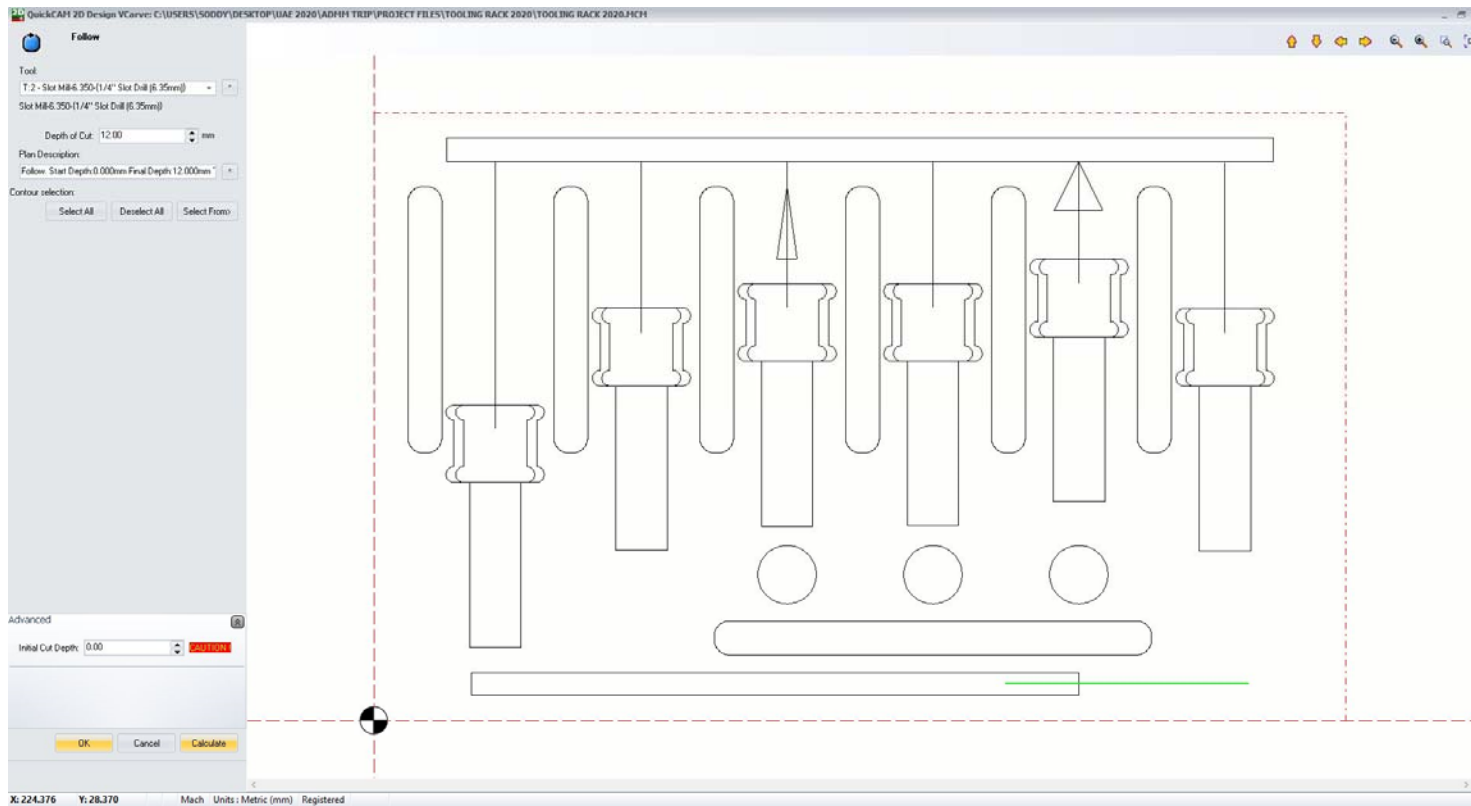 QuickCAM 2D Design VCarve: C:\USERS\SODDY\DESKTOP\UAE 2020\ADMM TRIP\PROJECT FILES\TOOLING RACK 2020\TOOLING RACK 2020.MCM
Follow
Tool:
T:2 - Slot Mill-6.350-(1/4" Slot Drill (6.35mm))
Slot Mill-6.350-(1/4" Slot Drill (6.35mm))
Depth of Cut: 12.00 mm
Plan Description:
Follow. Start Depth:0.000mm Final Depth:12.000mm
Contour selection:
Select All Deselect All Select From>
Advanced
Initial Cut Depth: 0.00 CAUTION!
OK Cancel Calculate
X: 224.376 Y: 28.370 Mach Units : Metric (mm) Registered